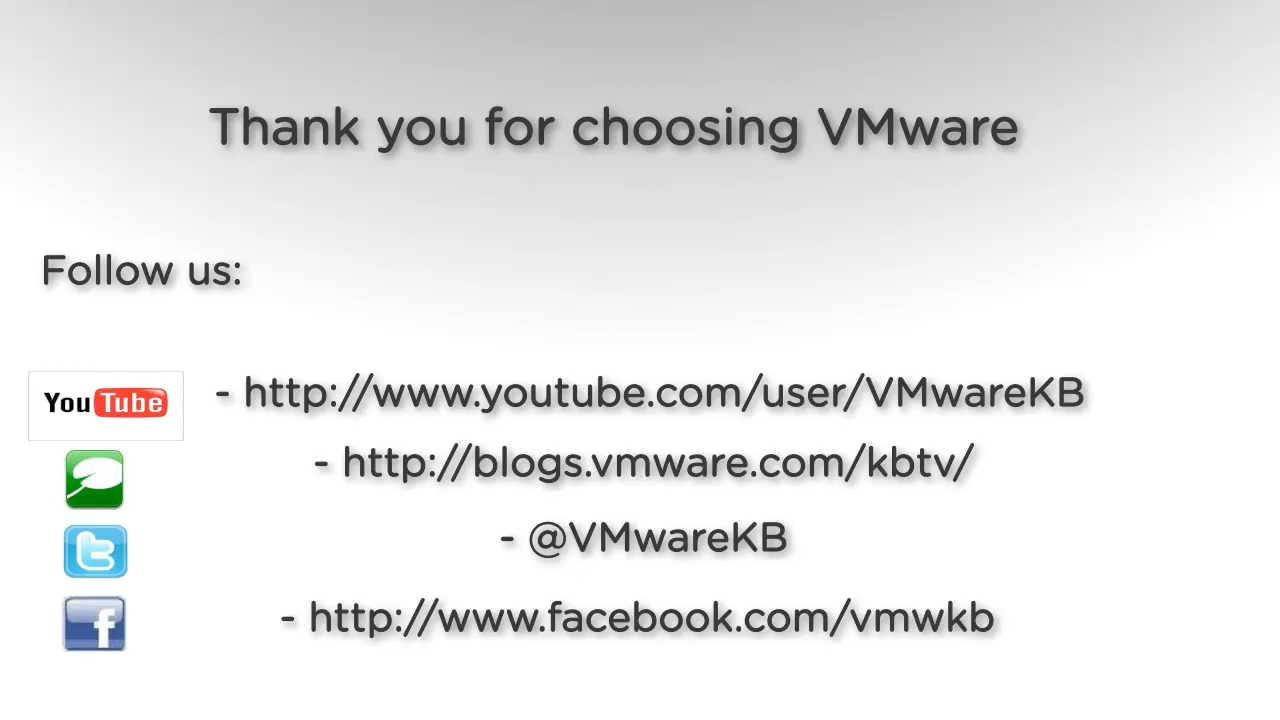 Thank you for choosing VMware
Follow us:
YouTube - http://www.youtube.com/user/VMwareKB
- http://blogs.vmware.com/kbtv/
t - @VMwareKB
f - http://www.facebook.com/vmwkb